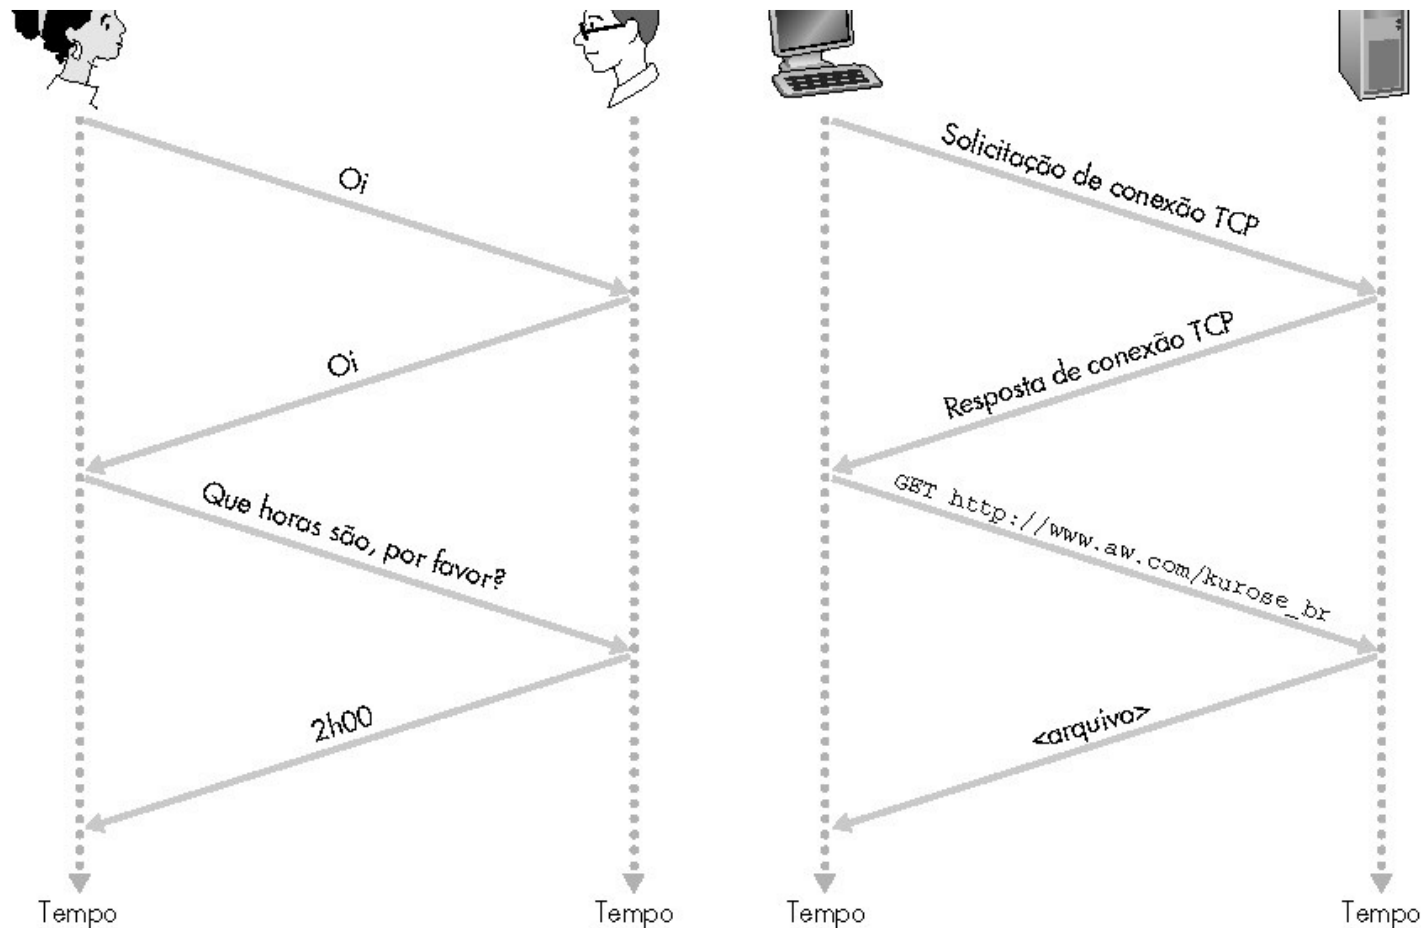 Oi
Oi
Que horas são, por favor?
2h00
Tempo
Tempo
Solicitação de conexão TCP
Resposta de conexão TCP
GET http://www.aw.com/kurose_br
<arquivo>
Tempo
Tempo